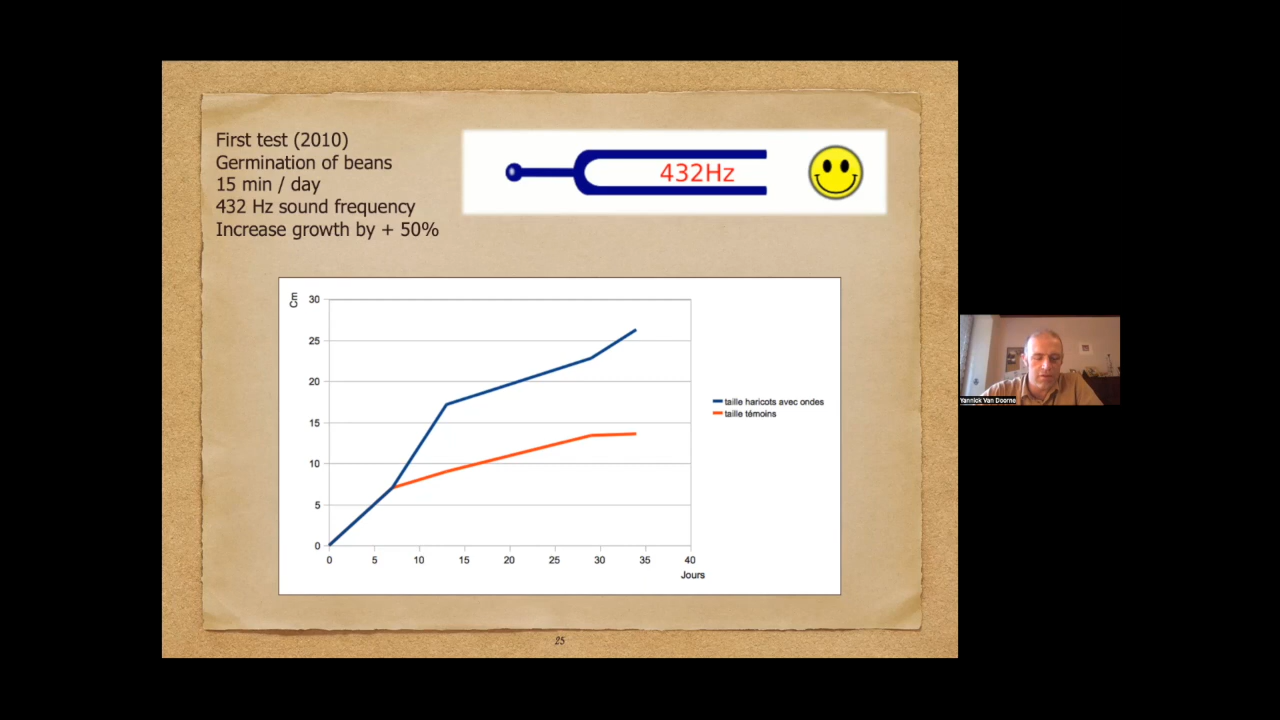 First test (2010)
Germination of beans
15 min / day
432 Hz sound frequency
Increase growth by + 50%
432Hz
Cm
30
25
20
15
10
5
0
0 5 10 15 20 25 30 35 40
Jours
taille haricots avec ondes
taille témoins
25
Yannick Van Doorne